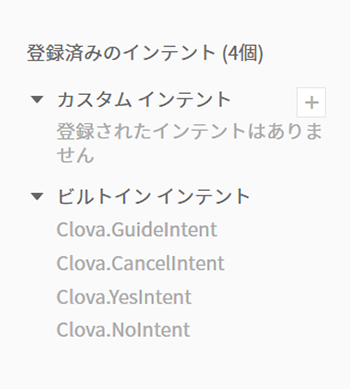 登録済みのインテント (4個)
カスタム インテント
登録されたインテントはありま
せん
ビルトイン インテント
Clova.GuideIntent
Clova.CancelIntent
Clova.YesIntent
Clova.NoIntent